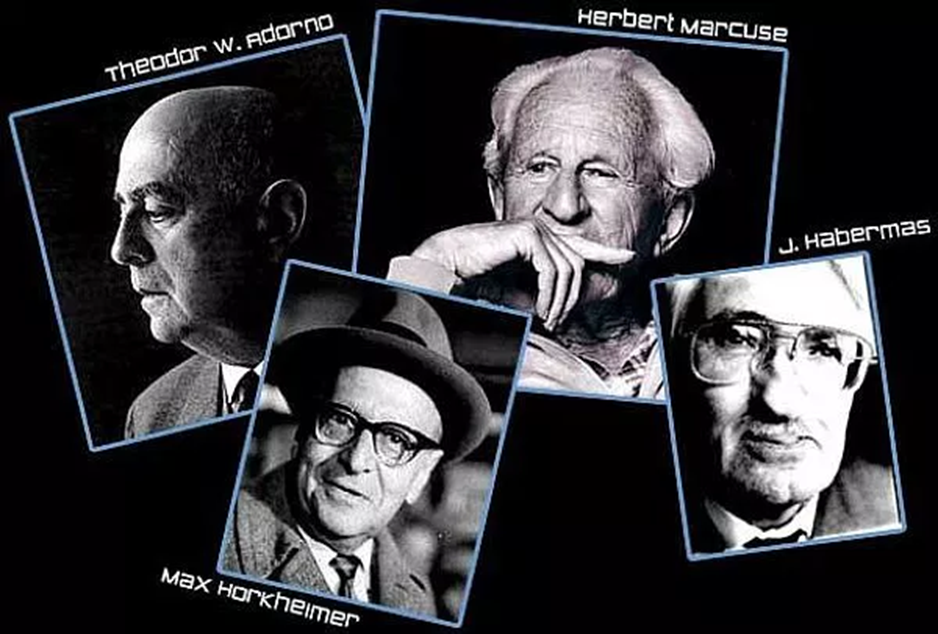 Theodor W. Adorno
Herbert Marcuse
J. Habermas
Max Horkheimer